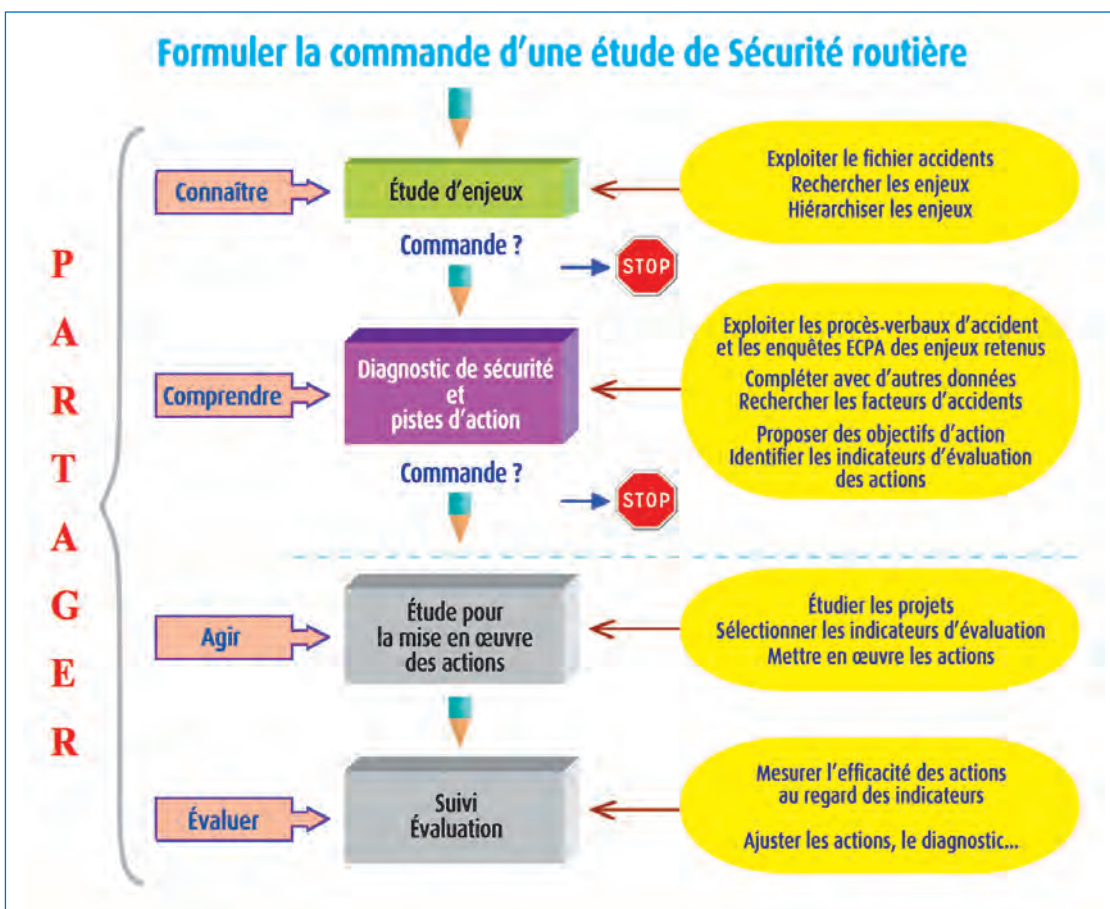 Formuler la commande d'une étude de Sécurité routière
PARTAGER
Connaître
Étude d'enjeux
Exploiter le fichier accidents
Rechercher les enjeux
Hiérarchiser les enjeux
Commande ?
STOP
Comprendre
Diagnostic de sécurité
et
pistes d'action
Exploiter les procès-verbaux d'accident
et les enquêtes ECPA des enjeux retenus
Compléter avec d'autres données
Rechercher les facteurs d'accidents
Proposer des objectifs d'action
Identifier les indicateurs d'évaluation
des actions
Commande ?
STOP
Agir
Étude pour
la mise en œuvre
des actions
Étudier les projets
Sélectionner les indicateurs d'évaluation
Mettre en œuvre les actions
Évaluer
Suivi
Évaluation
Mesurer l'efficacité des actions
au regard des indicateurs
Ajuster les actions, le diagnostic...